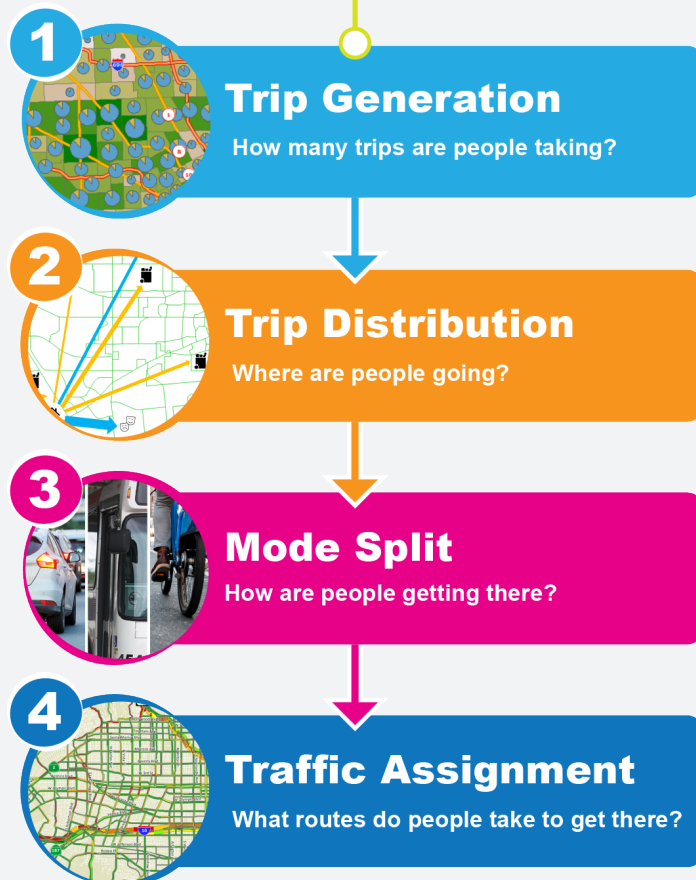 1
Trip Generation
How many trips are people taking?
2
Trip Distribution
Where are people going?
3
Mode Split
How are people getting there?
4
Traffic Assignment
What routes do people take to get there?